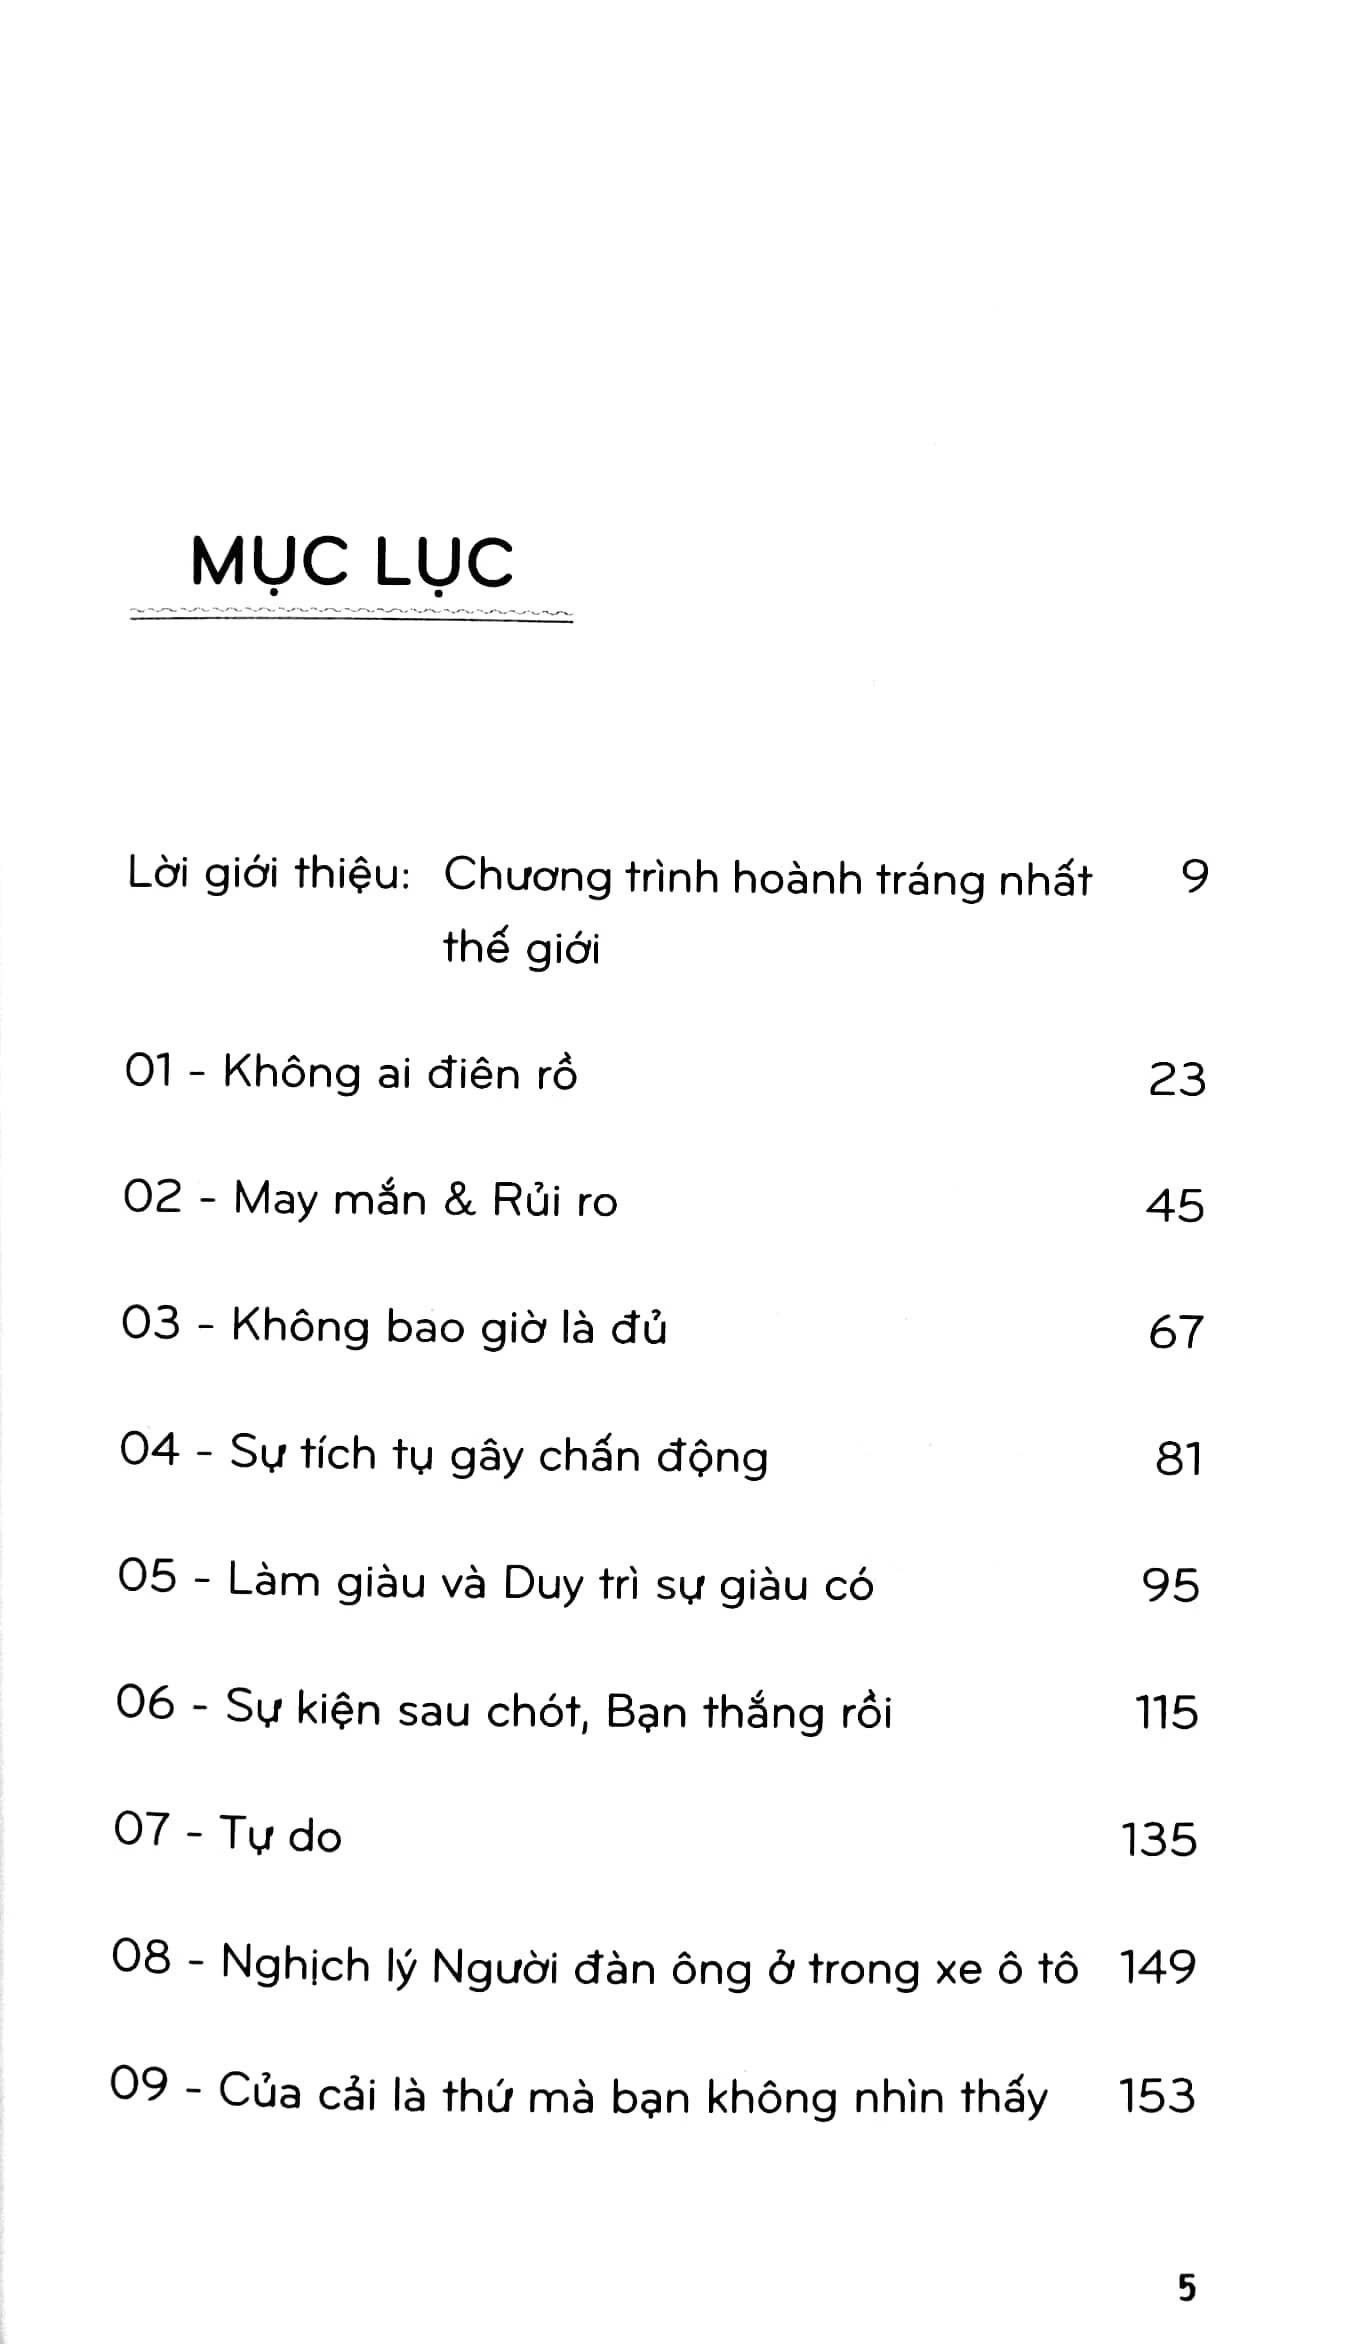 MỤC LỤC
Lời giới thiệu: Chương trình hoành tráng nhất 9
thế giới
01 - Không ai điên rồ 23
02 - May mắn & Rủi ro 45
03 - Không bao giờ là đủ 67
04 - Sự tích tụ gây chấn động 81
05 - Làm giàu và Duy trì sự giàu có 95
06 - Sự kiện sau chót, Bạn thắng rồi 115
07 - Tự do 135
08 - Nghịch lý Người đàn ông ở trong xe ô tô 149
09 - Của cải là thứ mà bạn không nhìn thấy 153
5